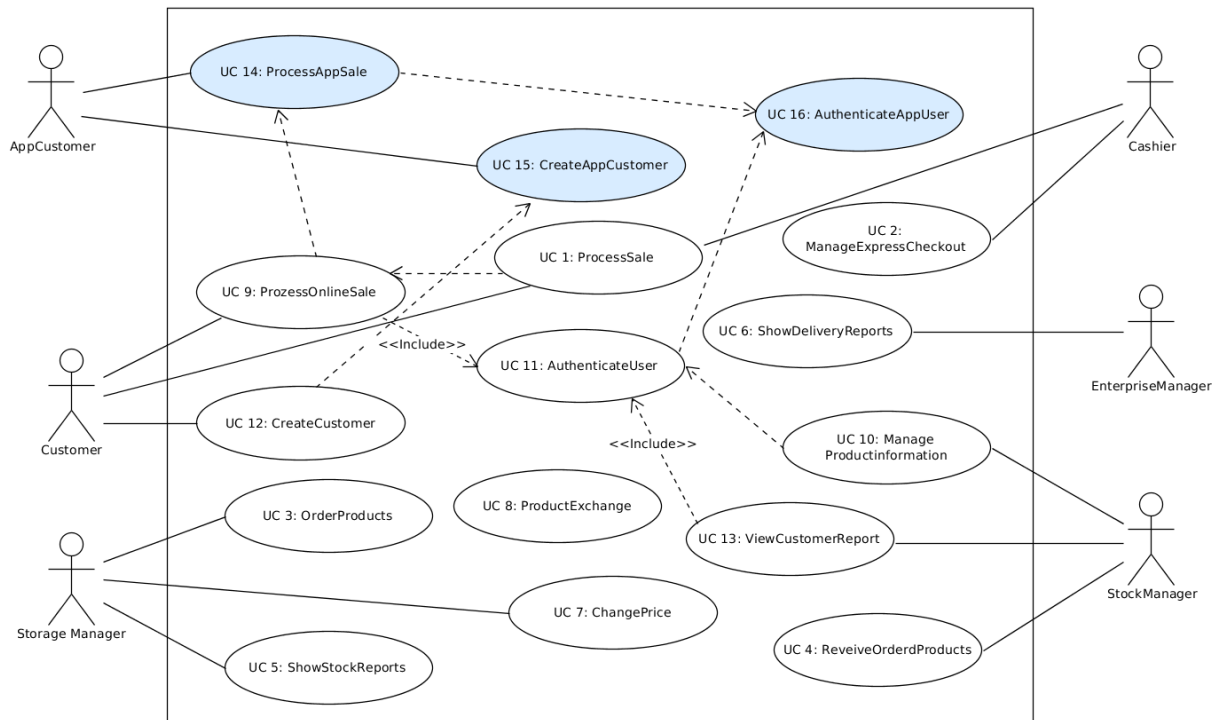 UC 14: ProcessAppSale
UC 16: AuthenticateAppUser
AppCustomer
Cashier
UC 15: CreateAppCustomer
UC 2:
ManageExpressCheckout
UC 1: ProcessSale
UC 9: ProzessOnlineSale
UC 6: ShowDeliveryReports
<<Include>>
UC 11: AuthenticateUser
EnterpriseManager
UC 12: CreateCustomer
Customer
<<Include>>
UC 10: Manage
Productinformation
UC 8: ProductExchange
UC 3: OrderProducts
UC 13: ViewCustomerReport
StockManager
UC 7: ChangePrice
Storage Manager
UC 4: ReveiveOrderdProducts
UC 5: ShowStockReports